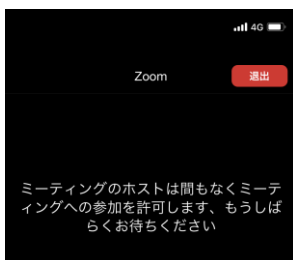 4G
Zoom
退出
ミーティングのホストは間もなくミーテ
ィングへの参加を許可します、もうしば
らくお待ちください